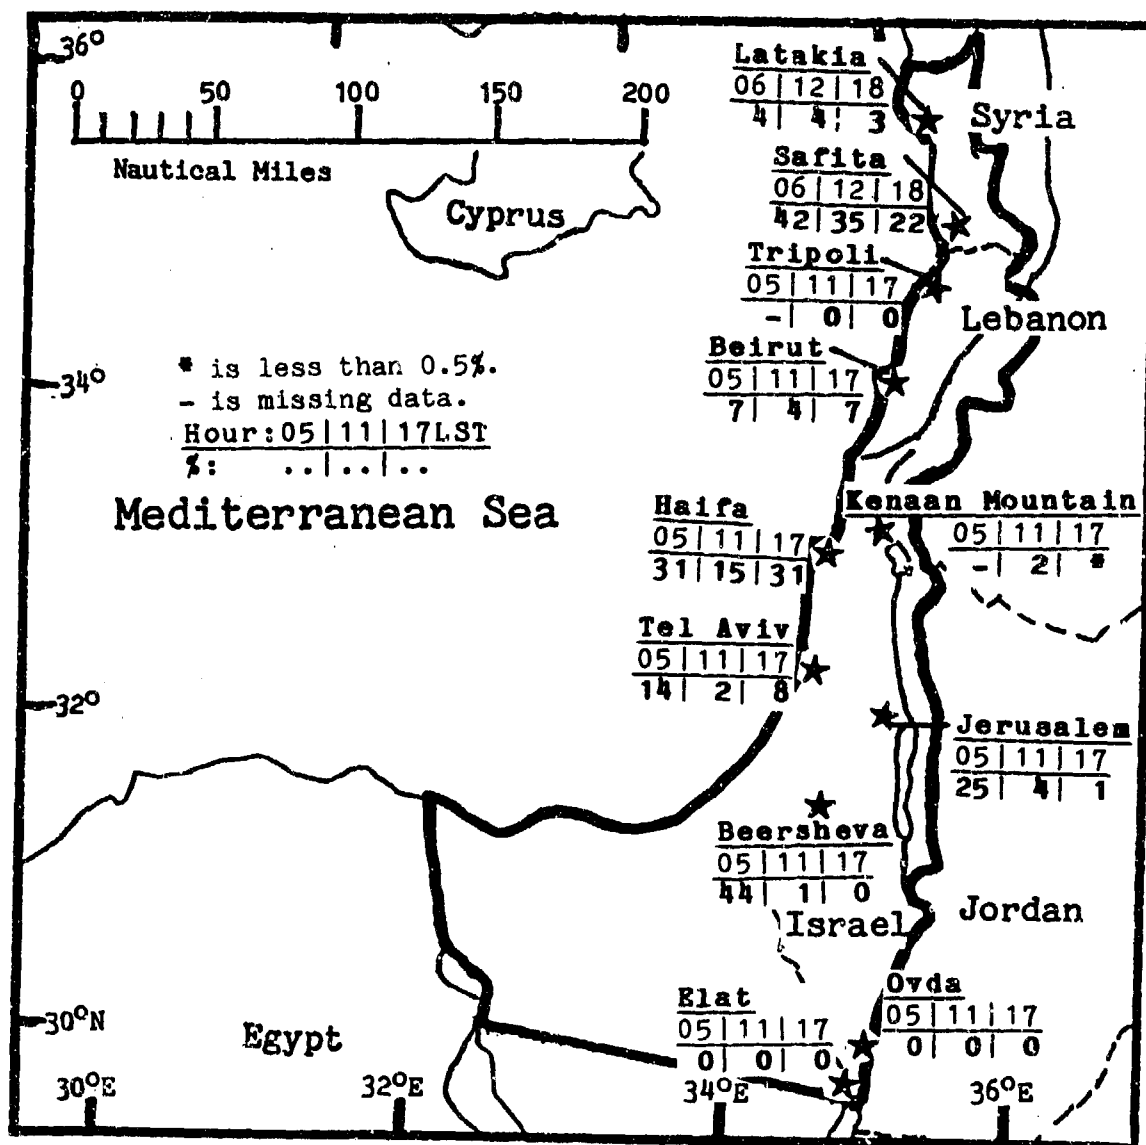 36°
0 50 100 150 200
Nautical Miles
Cyprus
Latakia
06|12|18
4| 4| 3
Syria
Safita
06|12|18
42|35|22
Tripoli
05|11|17
-| 0| 0
Lebanon
Beirut
05|11|17
7| 4| 7
34°
* is less than 0.5%.
- is missing data.
Hour:05|11|17LST
%: ..|..|..
Mediterranean Sea
Haifa
05|11|17
31|15|31
Kenaan Mountain
05|11|17
-| 2| *
Tel Aviv
05|11|17
14| 2| 8
32°
Jerusalem
05|11|17
25| 4| 1
Beersheva
05|11|17
44| 1| 0
Israel
Jordan
30°N
Egypt
Elat
05|11|17
0| 0| 0
Ovda
05|11|17
0| 0| 0
30°E 32°E 34°E 36°E